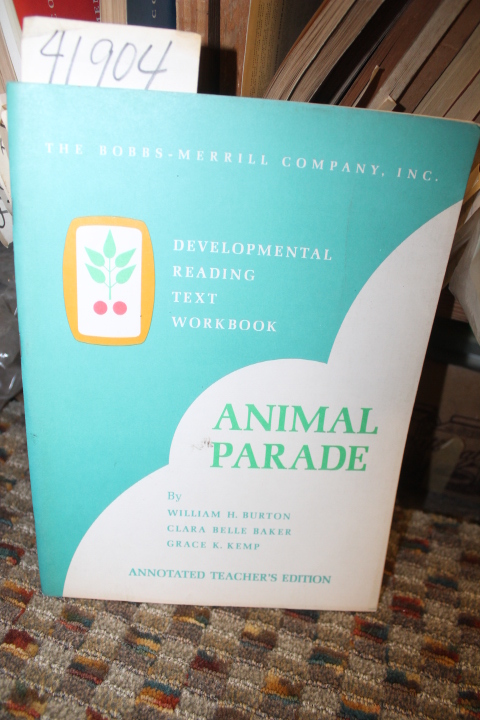 41904
THE BOBBS-MERRILL COMPANY, INC.
DEVELOPMENTAL
READING
TEXT
WORKBOOK
ANIMAL
PARADE
By
WILLIAM H. BURTON
CLARA BELLE BAKER
GRACE K. KEMP
ANNOTATED TEACHER'S EDITION